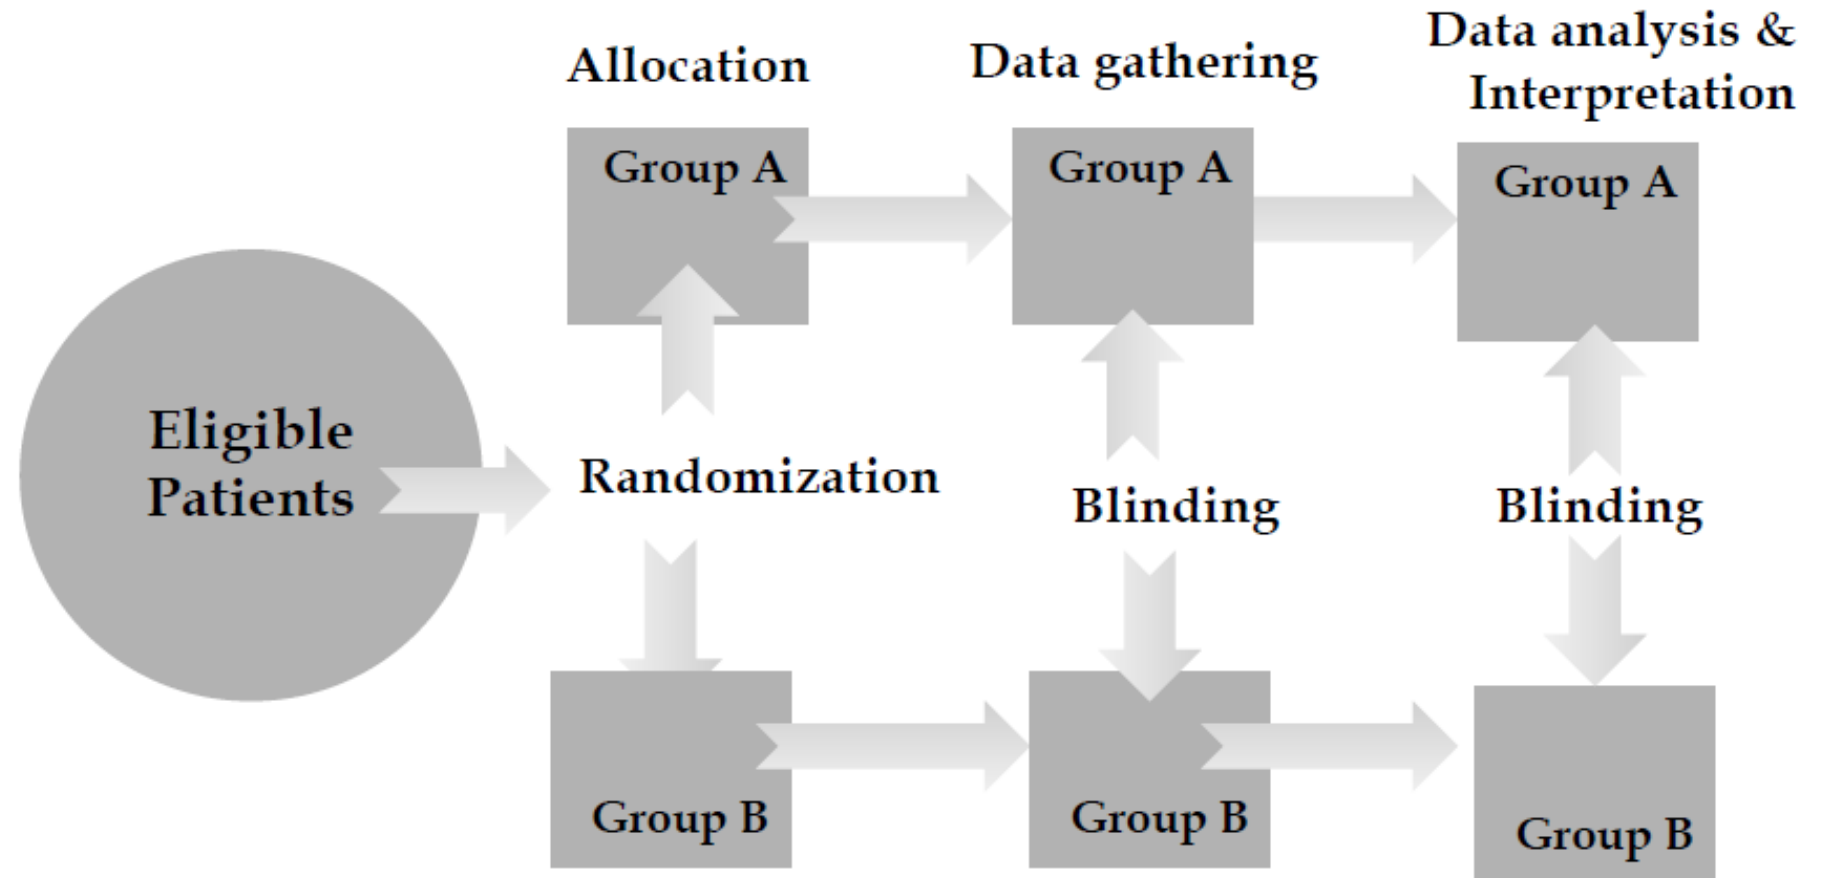 Allocation
Data gathering
Data analysis &
Interpretation
Group A
Group A
Group A
Eligible
Patients
Randomization
Blinding
Blinding
Group B
Group B
Group B